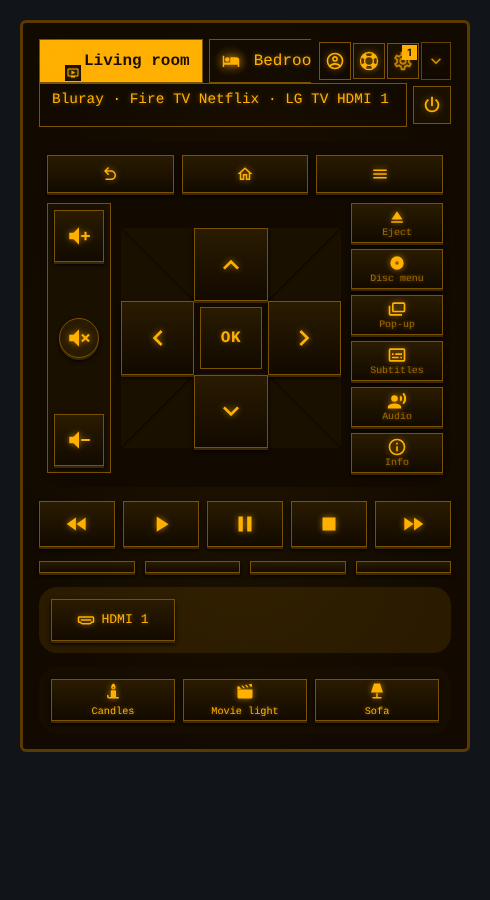 Living room
Bedroo
1
Bluray · Fire TV Netflix · LG TV HDMI 1
Eject
Disc menu
Pop-up
OK
Subtitles
Audio
Info
HDMI 1
Candles
Movie light
Sofa